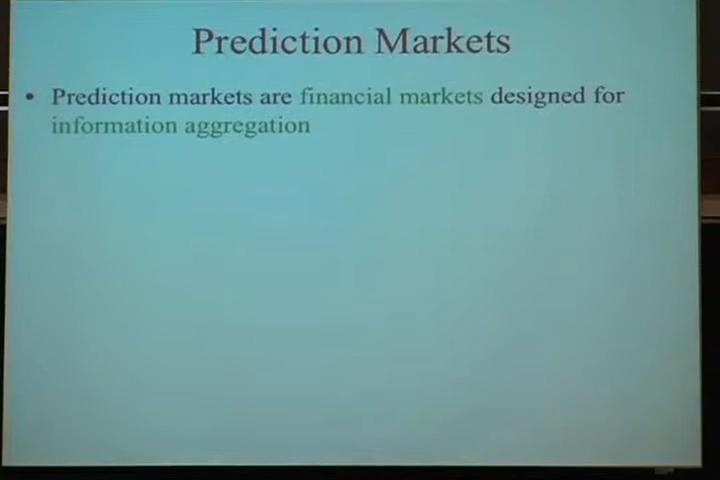 Prediction Markets
• Prediction markets are financial markets designed for
information aggregation